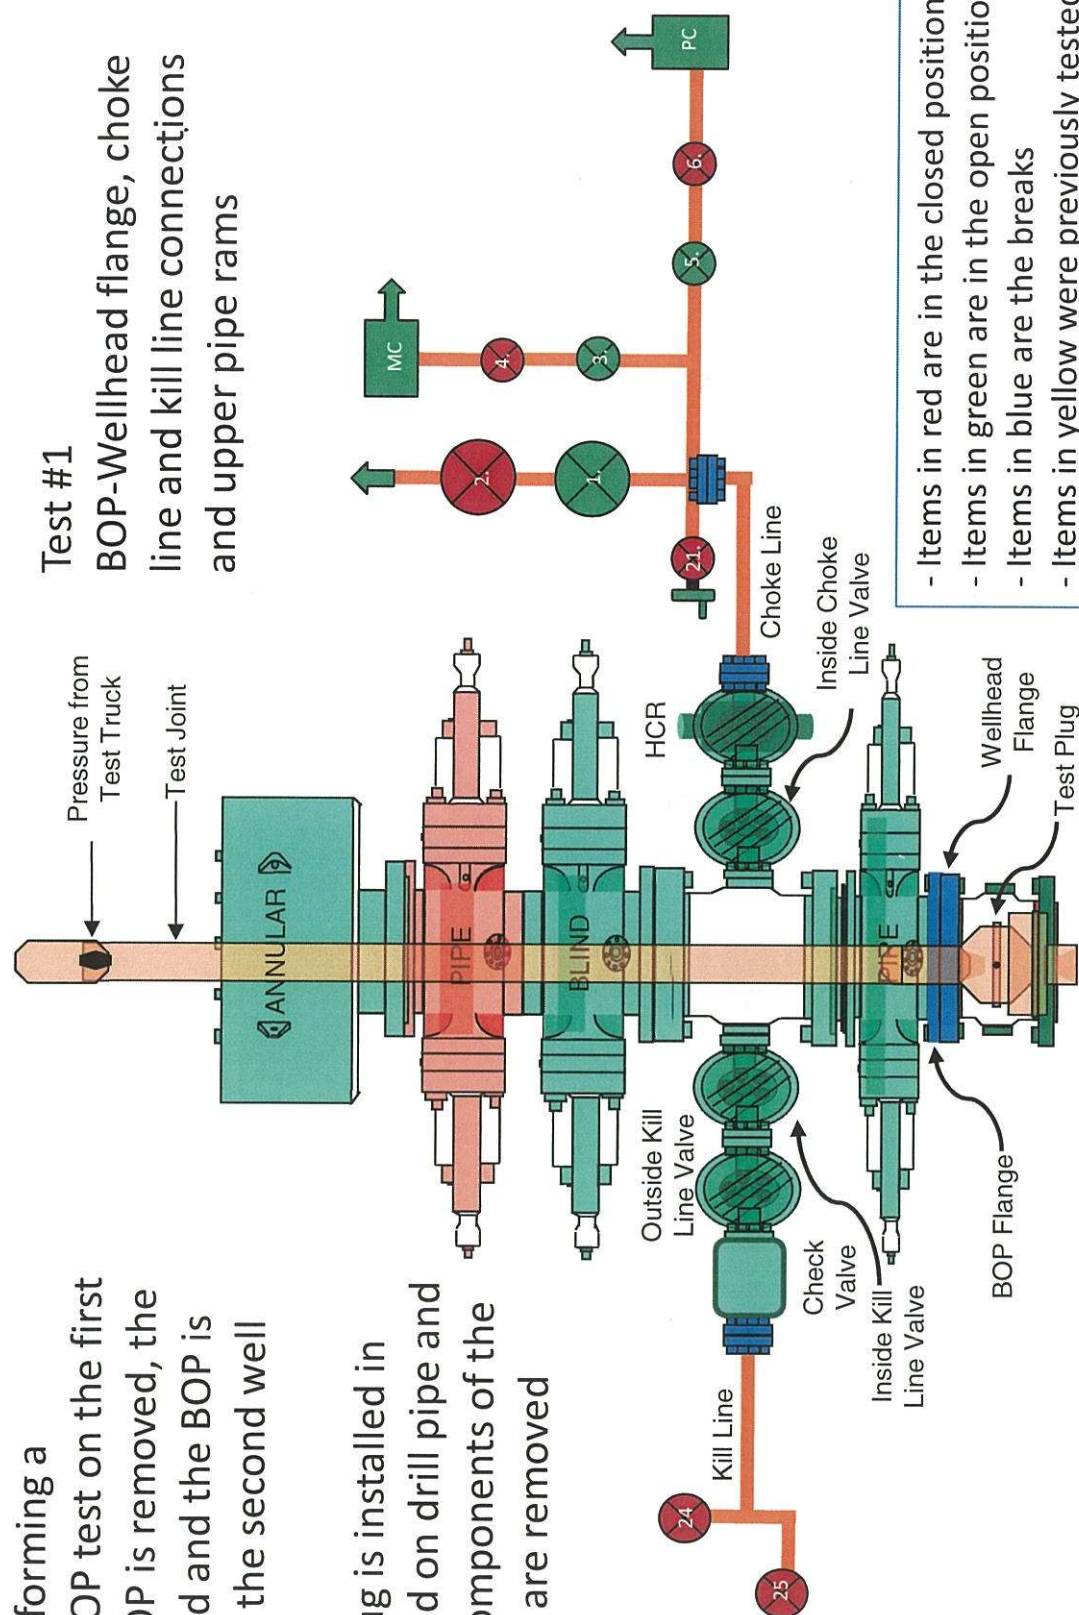 forming a
OP test on the first
OP is removed, the
d and the BOP is
the second well
ug is installed in
d on drill pipe and
omponents of the
are removed
Test #1
BOP-Wellhead flange, choke
line and kill line connections
and upper pipe rams
Pressure from
Test Truck
Test Joint
ANNULAR
PIPE
BLIND
PIPE
HCR
Choke Line
Inside Choke
Line Valve
Wellhead
Flange
Test Plug
BOP Flange
Outside Kill
Line Valve
Check
Valve
Inside Kill
Line Valve
Kill Line
24
25
21.
1.
2.
3.
4.
MC
5.
6.
PC
- Items in red are in the closed position
- Items in green are in the open positio
- Items in blue are the breaks
- Items in yellow were previously tested